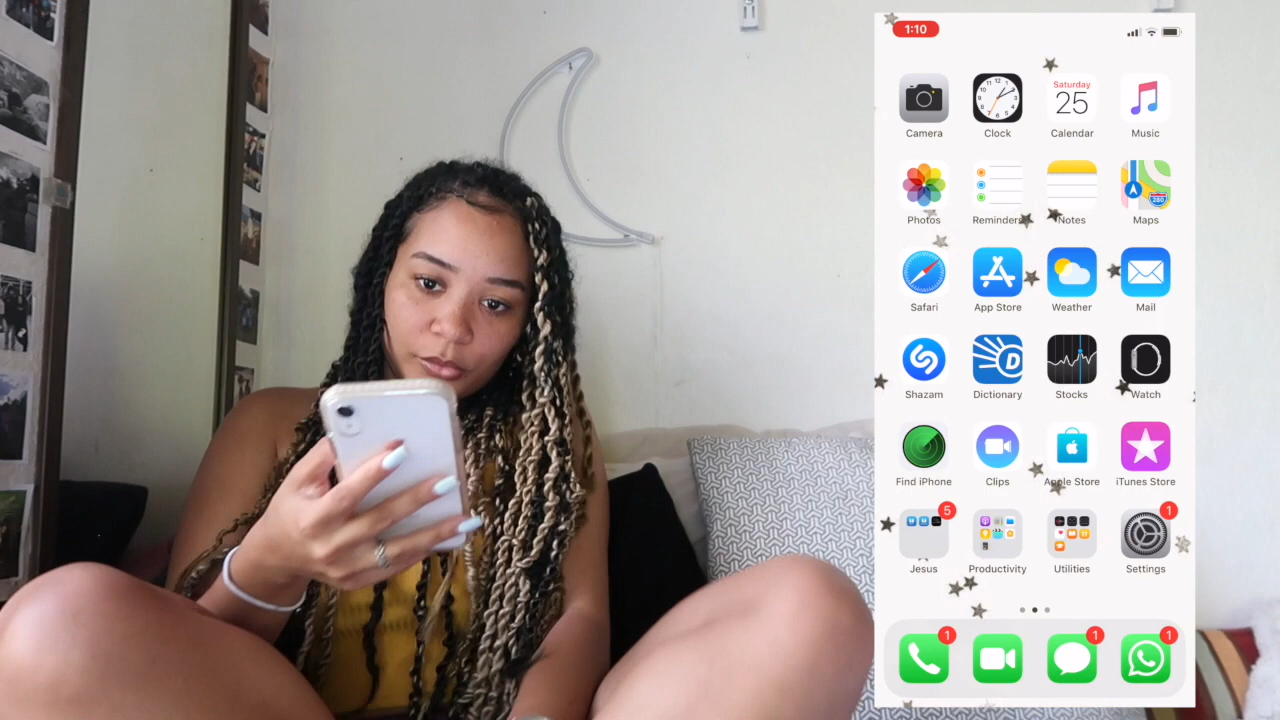 1:10
Camera
Clock
Saturday
25
Calendar
Music
Photos
Reminders
Notes
280
Maps
Safari
App Store
Weather
Mail
Shazam
D
Dictionary
Stocks
Watch
Find iPhone
Clips
Apple Store
iTunes Store
5
1
Jesus
Productivity
Utilities
Settings
1
1
1